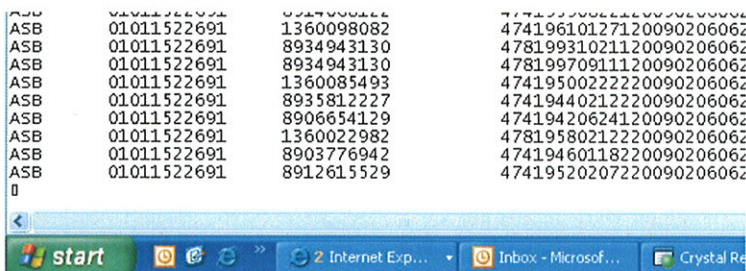 ASB 01011522691 1360098082 4741961012712009020606​2
ASB 01011522691 8934943130 47819931021120090206062
ASB 01011522691 8934943130 47819970911120090206062
ASB 01011522691 1360085493 47419500222220090206062
ASB 01011522691 8935812227 47419440212220090206062
ASB 01011522691 8906654129 47419420624120090206062
ASB 01011522691 1360022982 47819580212220090206062
ASB 01011522691 8903776942 47419460118220090206062
ASB 01011522691 8912615529 47419520207220090206062
start 2 Internet Exp... Inbox - Microsof... Crystal Re